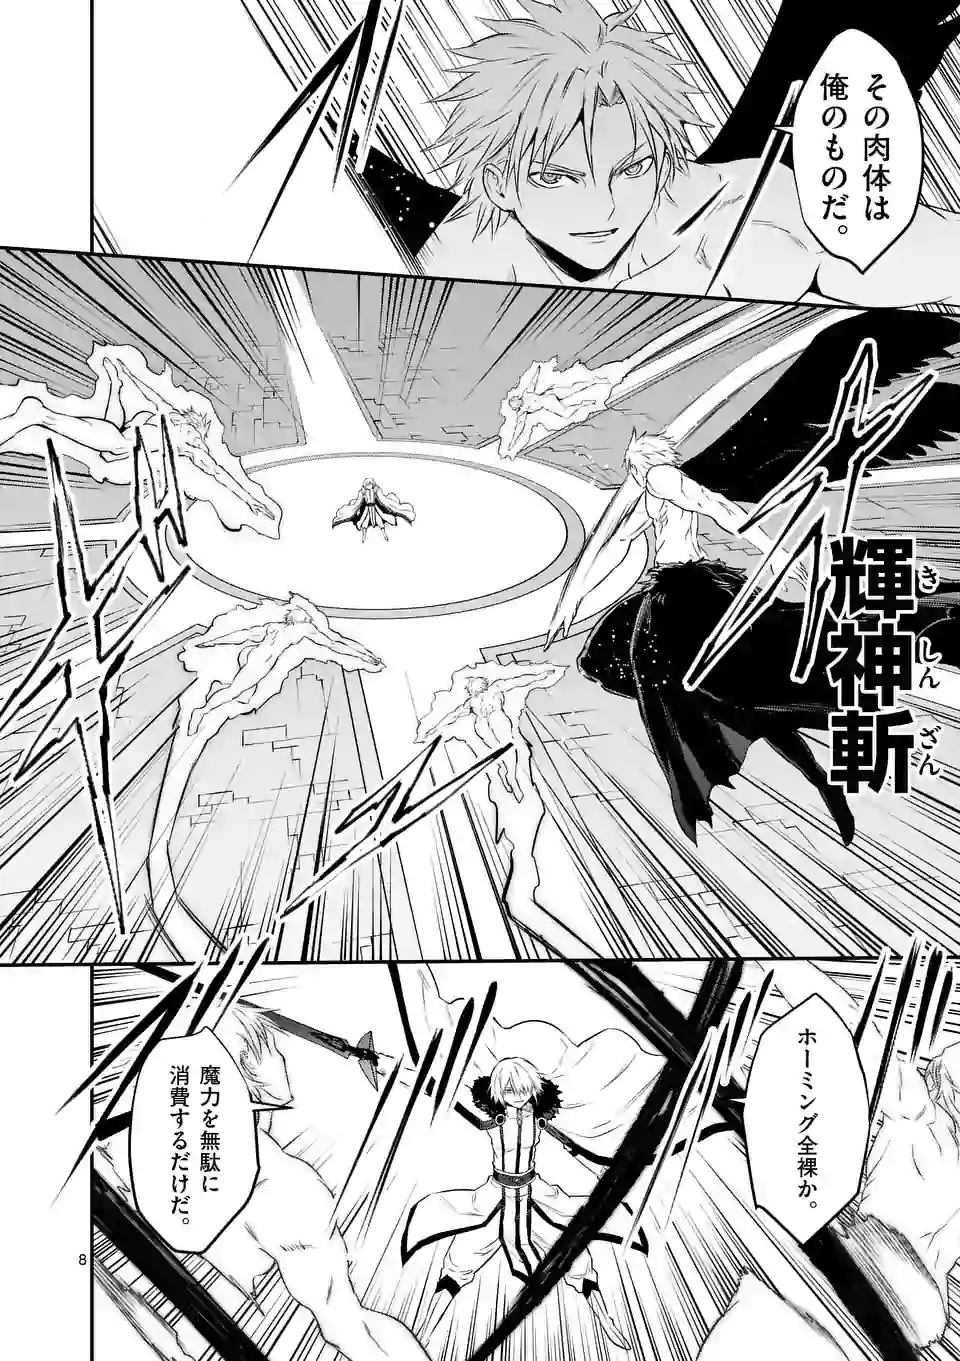 その肉体は
俺のものだ。
輝神斬
きしんざん
ホーミング全裸か。
魔力を無駄に
消費するだけだ。
8